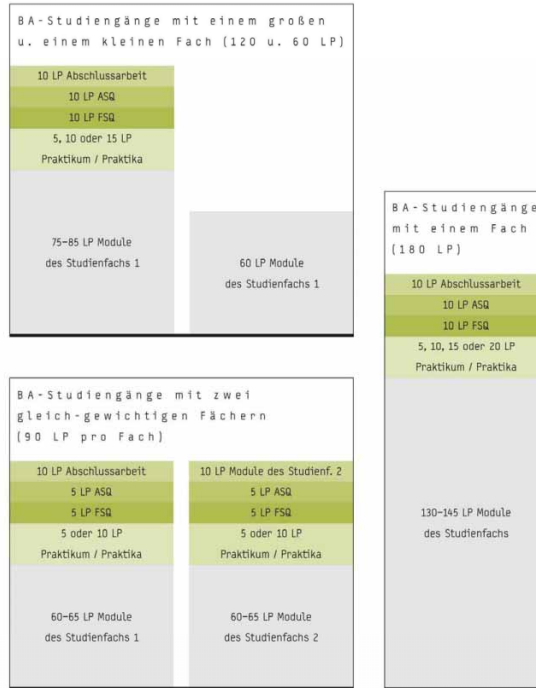 BA-Studiengänge mit einem großen
u. einem kleinen Fach (120 u. 60 LP)
10 LP Abschlussarbeit
10 LP ASQ
10 LP FSQ
5, 10 oder 15 LP
Praktikum / Praktika
75–85 LP Module
des Studienfachs 1
60 LP Module
des Studienfachs 1
BA-Studiengänge mit zwei
gleich-gewichtigen Fächern
(90 LP pro Fach)
10 LP Abschlussarbeit
5 LP ASQ
5 LP FSQ
5 oder 10 LP
Praktikum / Praktika
60–65 LP Module
des Studienfachs 1
10 LP Module des Studienf. 2
5 LP ASQ
5 LP FSQ
5 oder 10 LP
Praktikum / Praktika
60–65 LP Module
des Studienfachs 2
BA-Studiengänge
mit einem Fach
(180 LP)
10 LP Abschlussarbeit
10 LP ASQ
10 LP FSQ
5, 10, 15 oder 20 LP
Praktikum / Praktika
130–145 LP Module
des Studienfachs